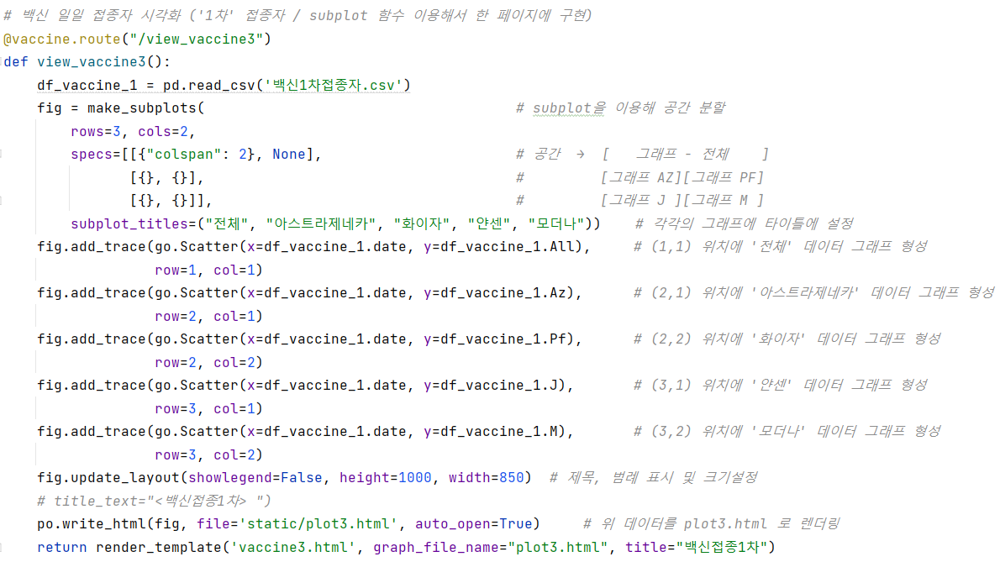 # 백신 일일 접종자 시각화 ('1차' 접종자 / subplot 함수 이용해서 한 페이지에 구현)
@vaccine.route("/view_vaccine3")
def view_vaccine3():
    df_vaccine_1 = pd.read_csv('백신1차접종자.csv')
    fig = make_subplots(                                     # subplot을 이용해 공간 분할
        rows=3, cols=2,
        specs=[[{"colspan": 2}, None],                       # 공간 → [   그래프 - 전체    ]
               [{}, {}],                                     #         [그래프 AZ][그래프 PF]
               [{}, {}]],                                    #         [그래프 J ][그래프 M ]
        subplot_titles=("전체", "아스트라제네카", "화이자", "얀센", "모더나"))    # 각각의 그래프에 타이틀에 설정
    fig.add_trace(go.Scatter(x=df_vaccine_1.date, y=df_vaccine_1.All),     # (1,1) 위치에 '전체' 데이터 그래프 형성
                  row=1, col=1)
    fig.add_trace(go.Scatter(x=df_vaccine_1.date, y=df_vaccine_1.Az),      # (2,1) 위치에 '아스트라제네카' 데이터 그래프 형성
                  row=2, col=1)
    fig.add_trace(go.Scatter(x=df_vaccine_1.date, y=df_vaccine_1.Pf),      # (2,2) 위치에 '화이자' 데이터 그래프 형성
                  row=2, col=2)
    fig.add_trace(go.Scatter(x=df_vaccine_1.date, y=df_vaccine_1.J),       # (3,1) 위치에 '얀센' 데이터 그래프 형성
                  row=3, col=1)
    fig.add_trace(go.Scatter(x=df_vaccine_1.date, y=df_vaccine_1.M),       # (3,2) 위치에 '모더나' 데이터 그래프 형성
                  row=3, col=2)
    fig.update_layout(showlegend=False, height=1000, width=850)  # 제목, 범례 표시 및 크기설정
    # title_text="<백신접종1차> ")
    po.write_html(fig, file='static/plot3.html', auto_open=True)     # 위 데이터를 plot3.html 로 렌더링
    return render_template('vaccine3.html', graph_file_name="plot3.html", title="백신접종1차")